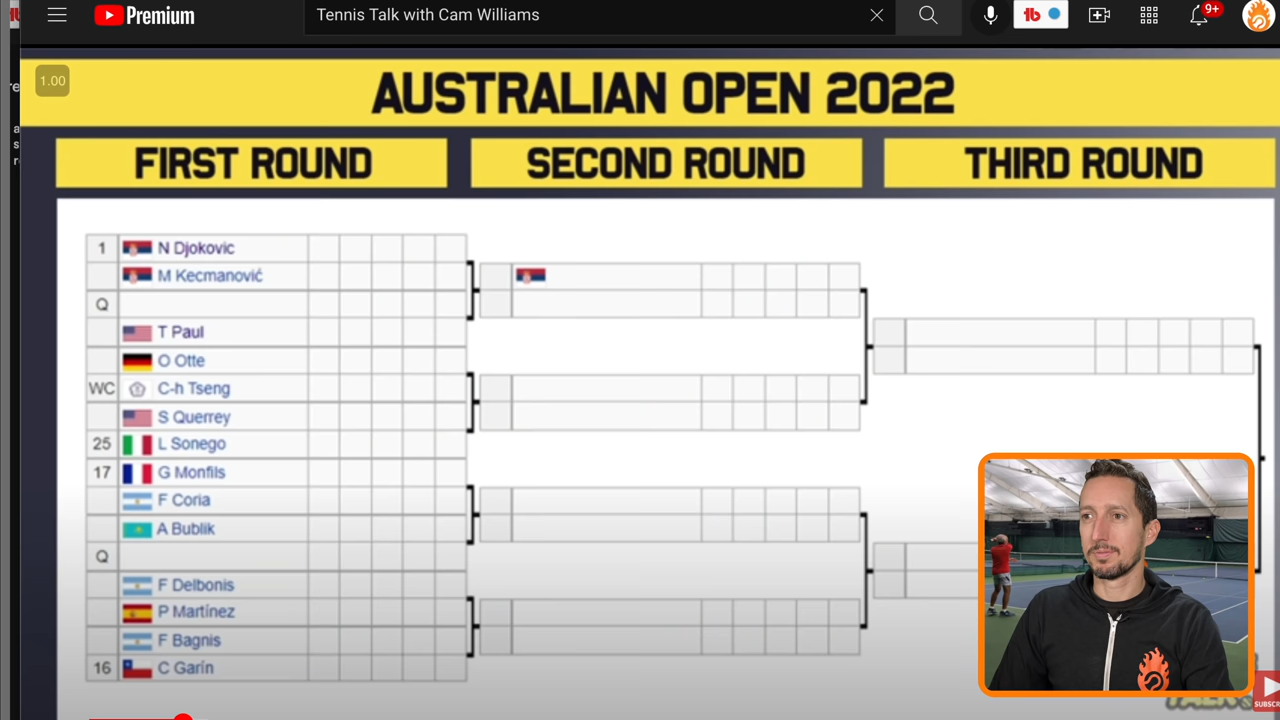 Premium
Tennis Talk with Cam Williams
9+
1.00
AUSTRALIAN OPEN 2022
FIRST ROUND
SECOND ROUND
THIRD ROUND
1 N Djokovic
M Kecmanović
Q
T Paul
O Otte
WC C-h Tseng
S Querrey
25 L Sonego
17 G Monfils
F Coria
A Bublik
Q
F Delbonis
P Martínez
F Bagnis
16 C Garín